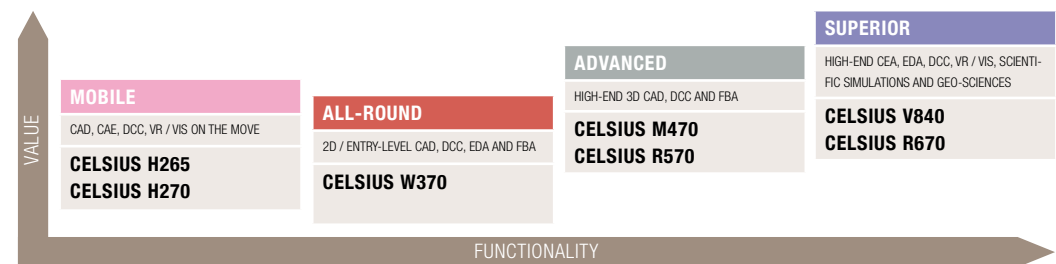 VALUE
MOBILE
CAD, CAE, DCC, VR / VIS ON THE MOVE
CELSIUS H265
CELSIUS H270
ALL-ROUND
2D / ENTRY-LEVEL CAD, DCC, EDA AND FBA
CELSIUS W370
ADVANCED
HIGH-END 3D CAD, DCC AND FBA
CELSIUS M470
CELSIUS R570
SUPERIOR
HIGH-END CEA, EDA, DCC, VR / VIS, SCIENTI-
FIC SIMULATIONS AND GEO-SCIENCES
CELSIUS V840
CELSIUS R670
FUNCTIONALITY